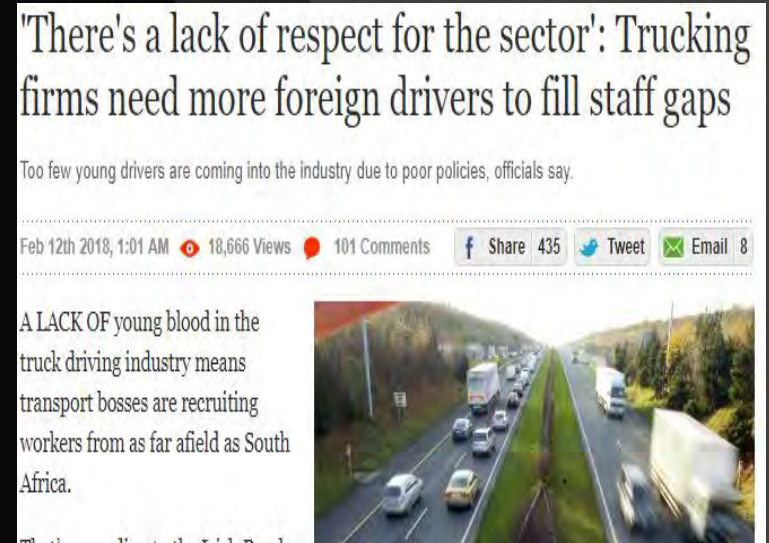 'There's a lack of respect for the sector': Trucking
firms need more foreign drivers to fill staff gaps
Too few young drivers are coming into the industry due to poor policies, officials say.
Feb 12th 2018, 1:01 AM 18,666 Views 101 Comments Share 435 Tweet Email 8
A LACK OF young blood in the
truck driving industry means
transport bosses are recruiting
workers from as far afield as South
Africa.